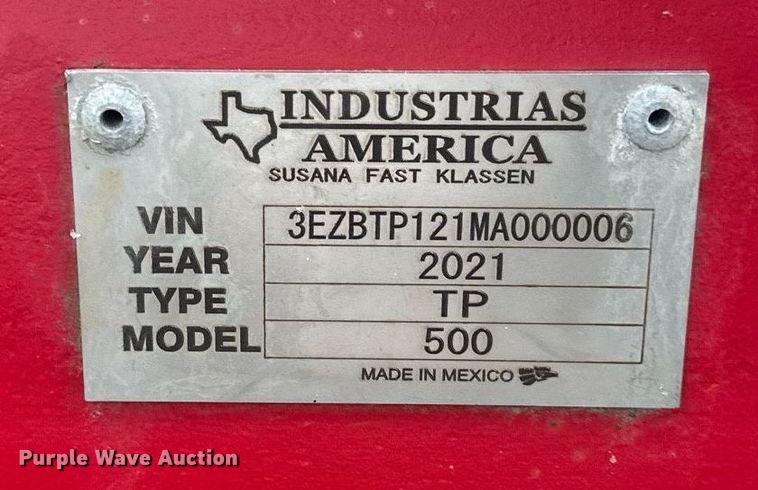 INDUSTRIAS
AMERICA
SUSANA FAST KLASSEN
VIN 3EZBTP121MA000006
YEAR 2021
TYPE TP
MODEL 500
MADE IN MEXICO
Purple Wave Auction